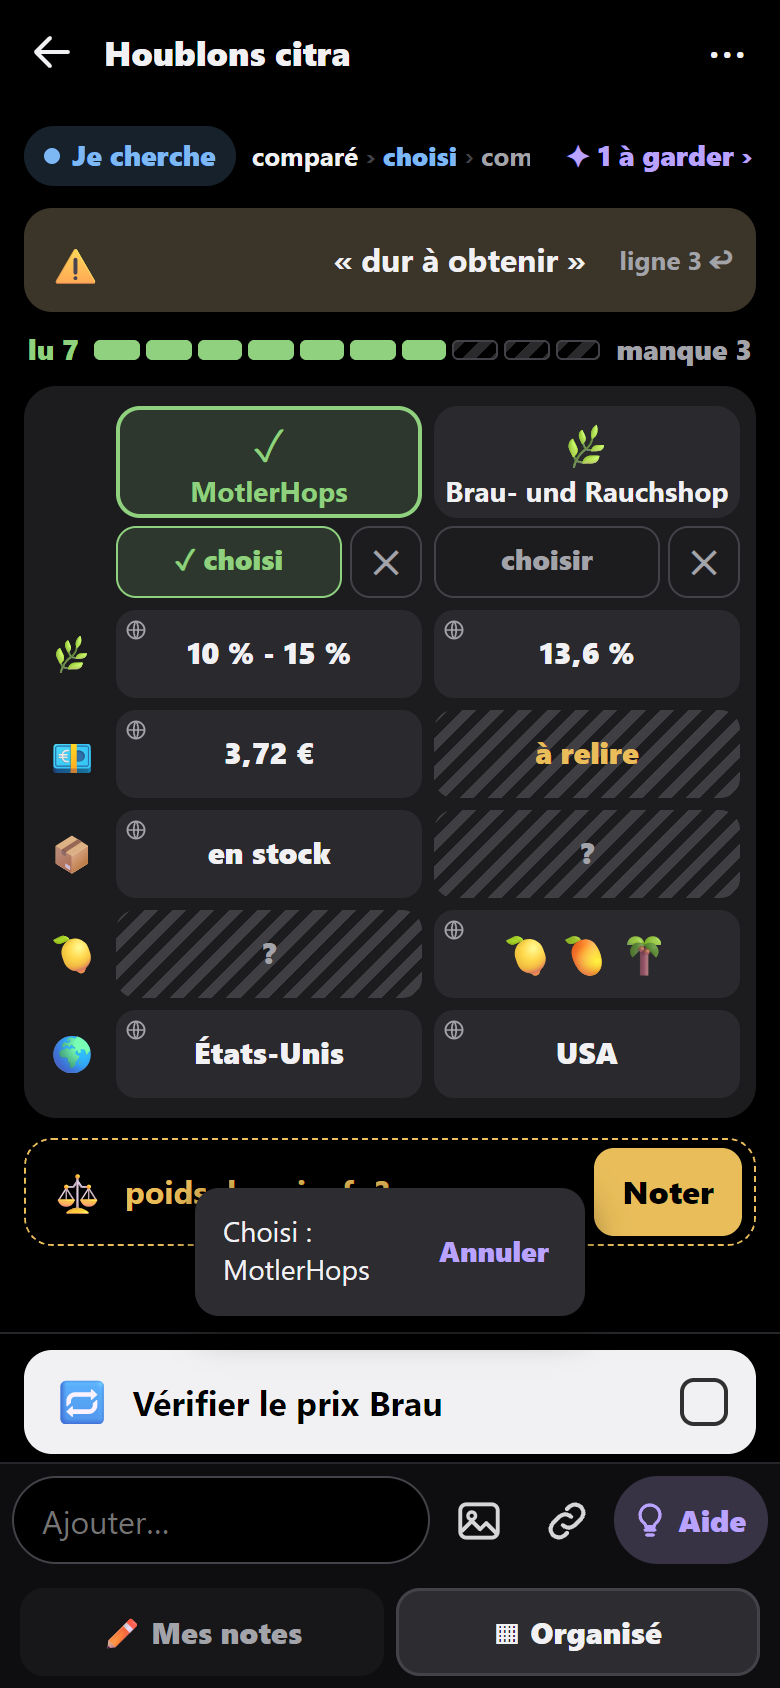 Houblons citra
Je cherche comparé › choisi › com ✦ 1 à garder ›
« dur à obtenir » ligne 3 ↩
lu 7 manque 3
✓ MotlerHops
Brau- und Rauchshop
✓ choisi
choisir
10 % - 15 % 13,6 %
3,72 € à relire
en stock ?
?
États-Unis USA
Noter
Choisi :
MotlerHops
Annuler
Vérifier le prix Brau
Ajouter...
Aide
Mes notes
Organisé